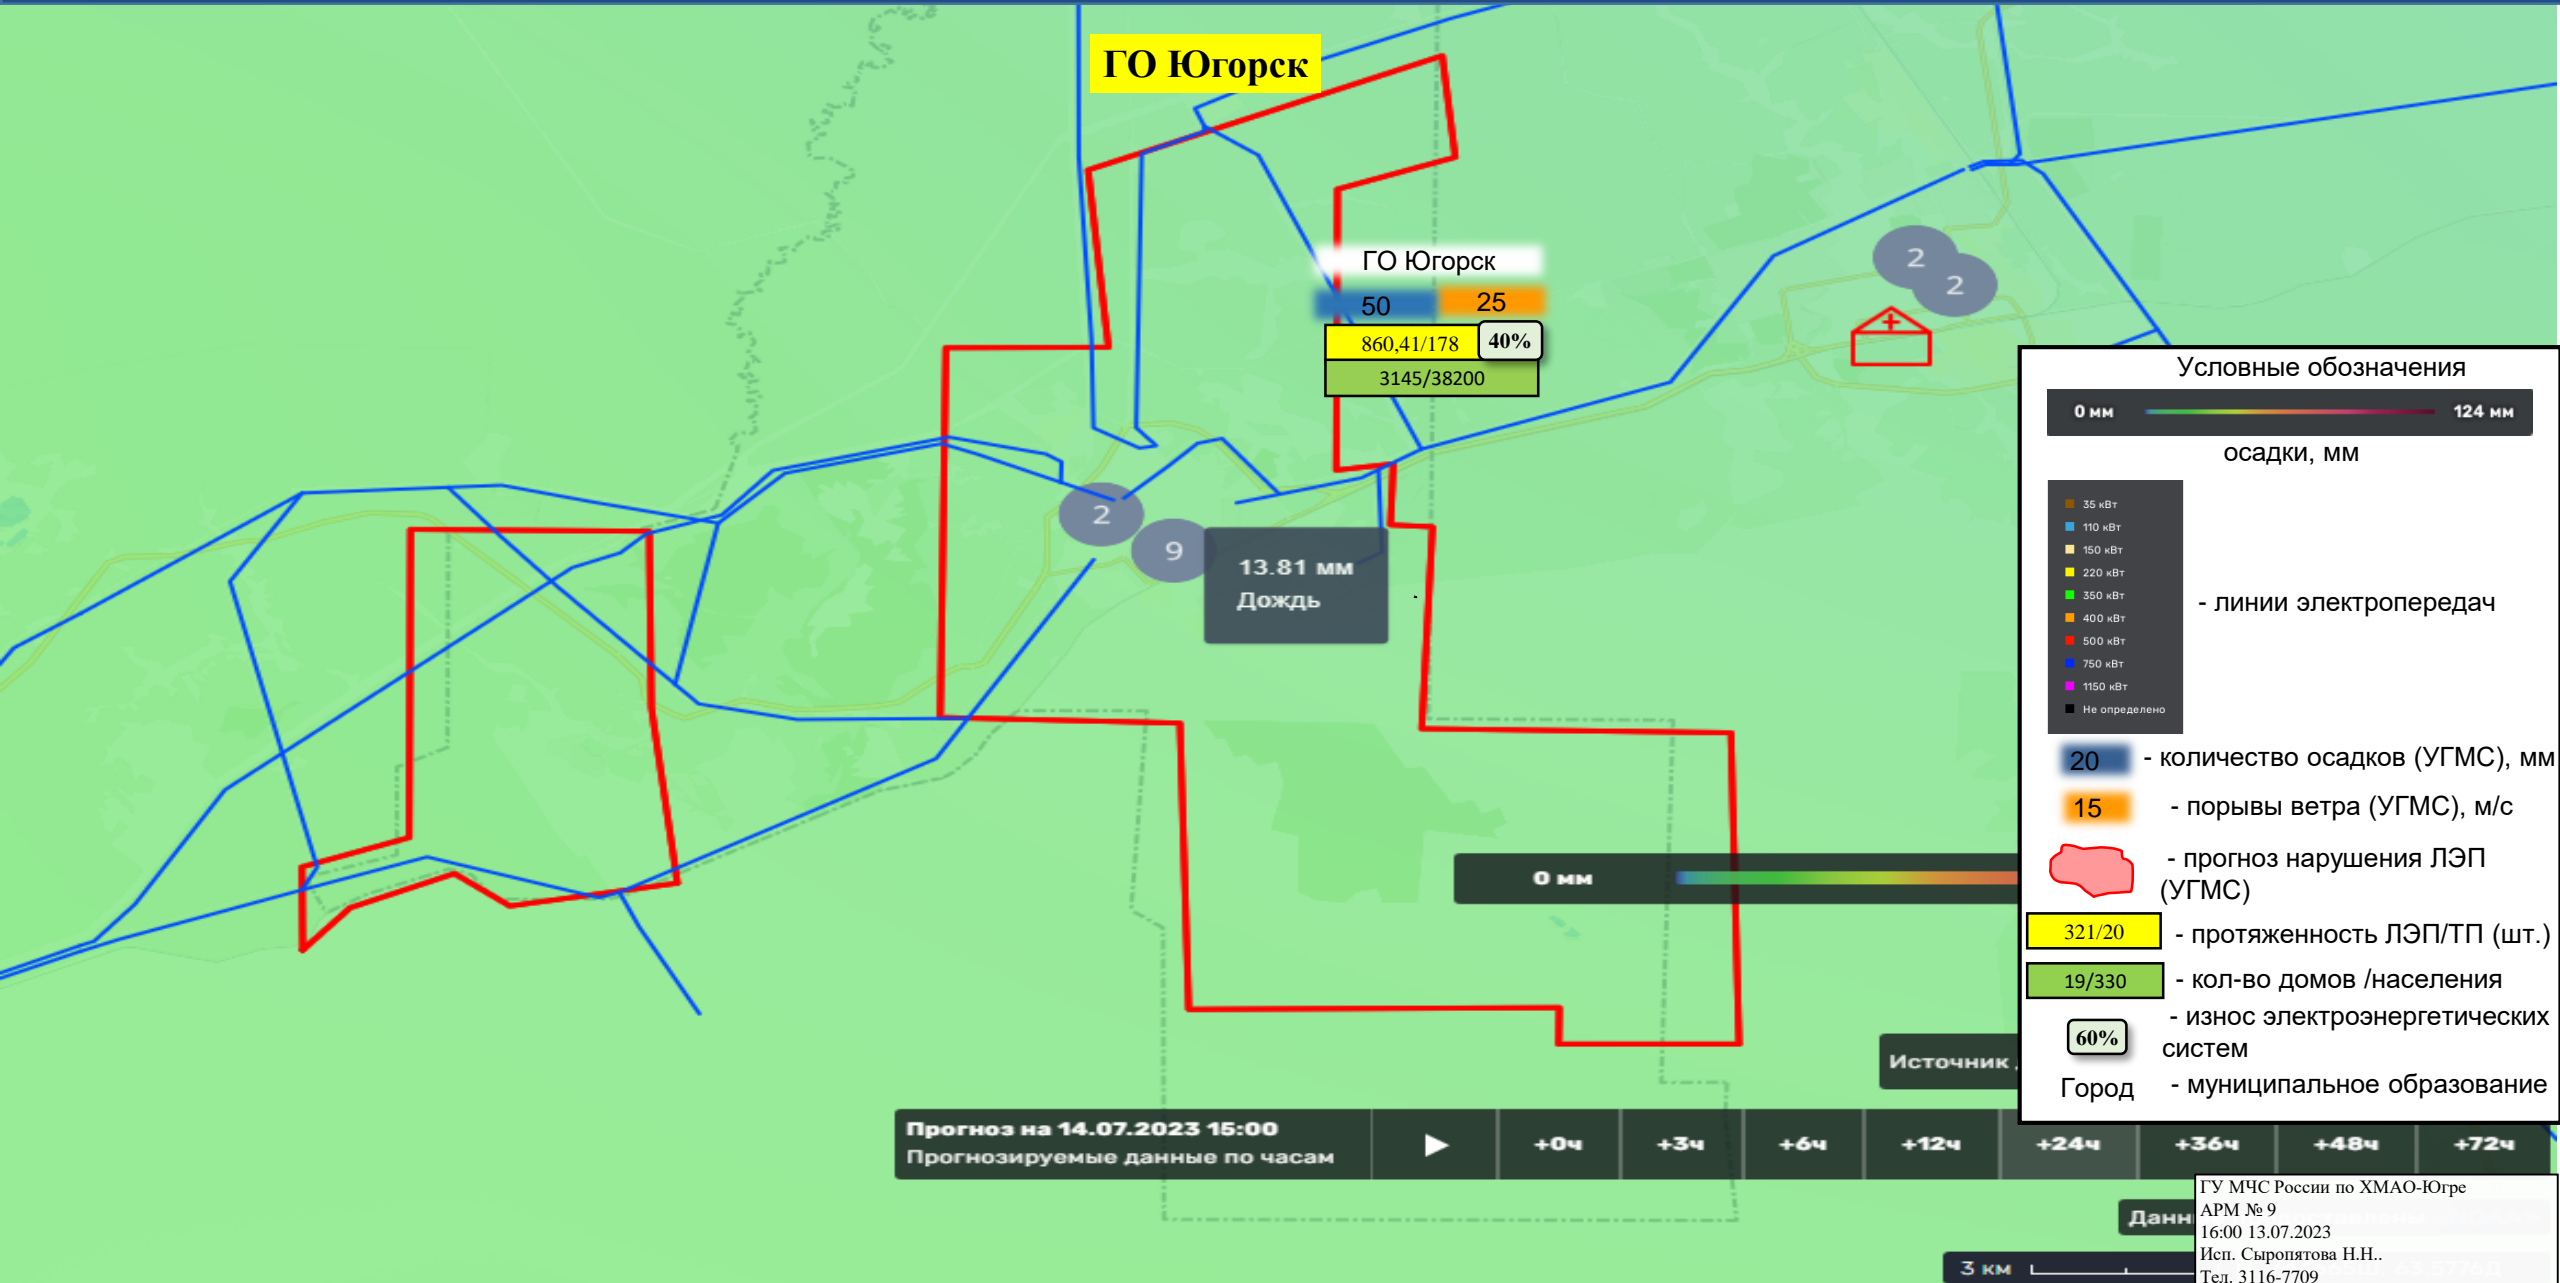 ГО Югорск
ГО Югорск
50
25
860,41/178
40%
3145/38200
2
2
2
9
13.81 мм
Дождь
Условные обозначения
0 мм
124 мм
осадки, мм
35 кВт
110 кВт
150 кВт
220 кВт
350 кВт
400 кВт
500 кВт
750 кВт
1150 кВт
Не определено
- линии электропередач
20 - количество осадков (УГМС), мм
15 - порывы ветра (УГМС), м/с
- прогноз нарушения ЛЭП
(УГМС)
321/20 - протяженность ЛЭП/ТП (шт.)
19/330 - кол-во домов /населения
- износ электроэнергетических
60% систем
Город - муниципальное образование
0 мм
Источник
Прогноз на 14.07.2023 15:00
Прогнозируемые данные по часам
+0ч +3ч +6ч +12ч +24ч +36ч +48ч +72ч
ГУ МЧС России по ХМАО-Югре
АРМ № 9
16:00 13.07.2023
Исп. Сыропятова Н.Н..
Тел. 3116-7709
3 км